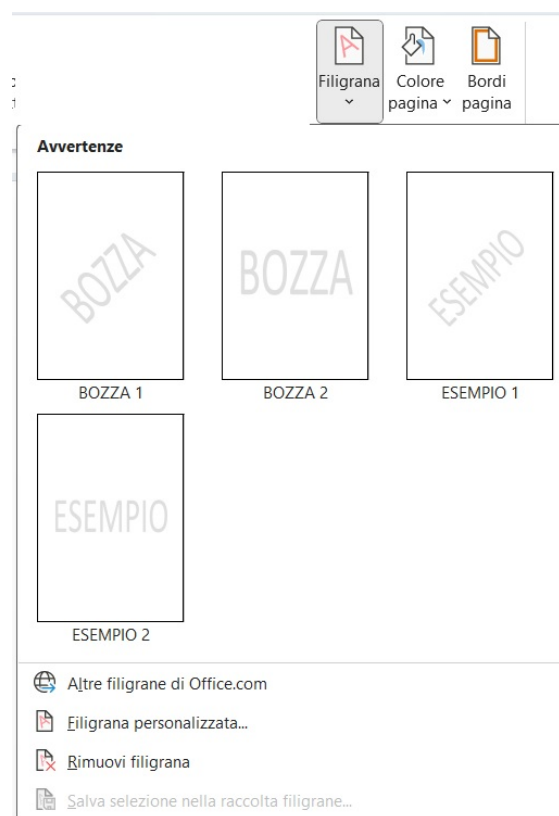 Filigrana
Colore
pagina
Bordi
pagina
Avvertenze
BOZZA
BOZZA
ESEMPIO
BOZZA 1
BOZZA 2
ESEMPIO 1
ESEMPIO
ESEMPIO 2
Altre filigrane di Office.com
Filigrana personalizzata...
Rimuovi filigrana
Salva selezione nella raccolta filigrane...